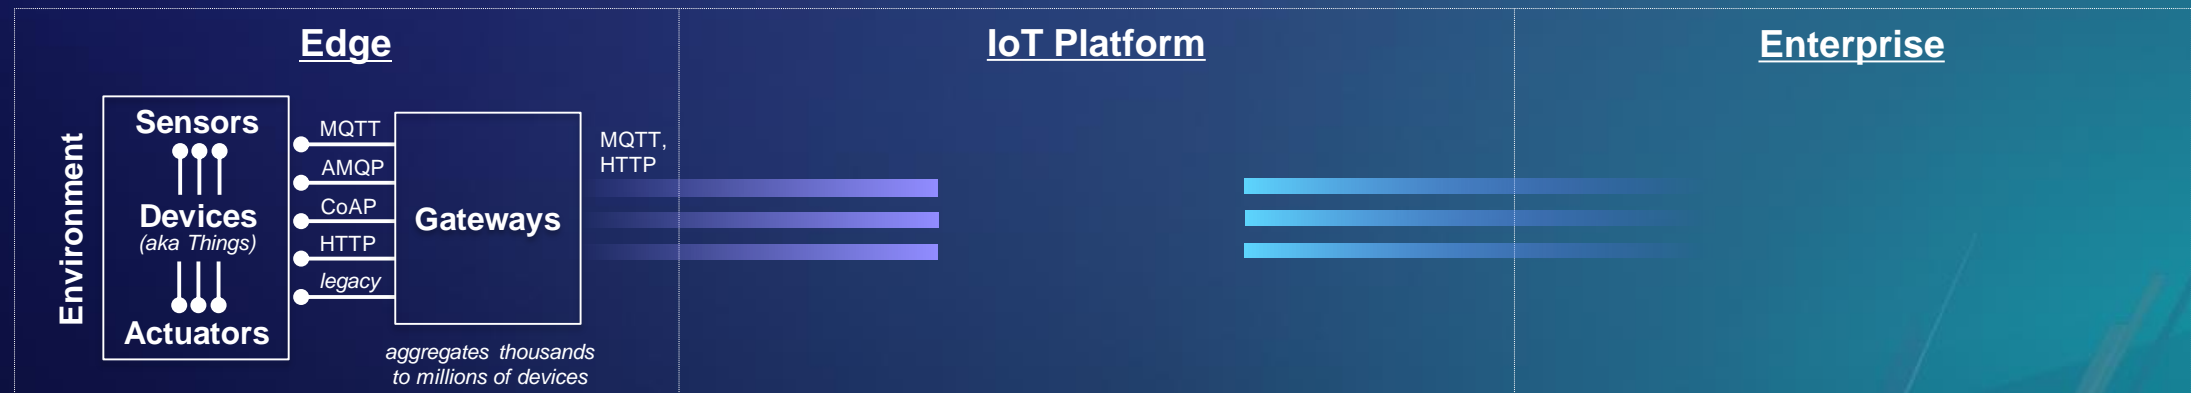 Edge
IoT Platform
Enterprise
Environment
Sensors
Devices
(aka Things)
Actuators
MQTT
AMQP
CoAP
HTTP
legacy
Gateways
aggregates thousands
to millions of devices
MQTT,
HTTP